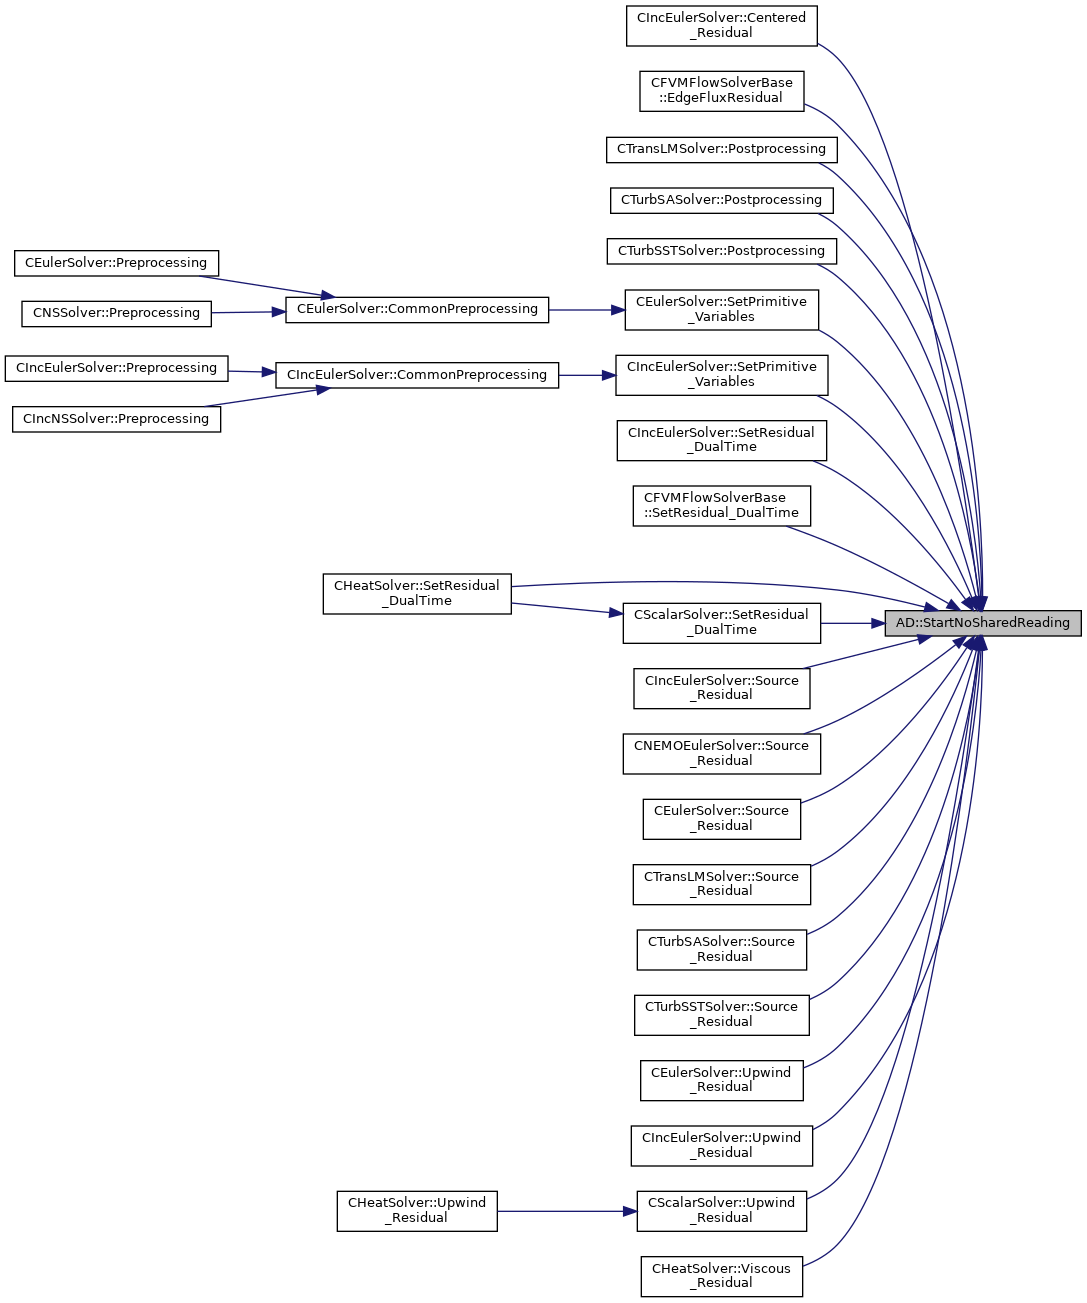 CIncEulerSolver::Centered
_Residual
CFVMFlowSolverBase
::EdgeFluxResidual
CTransLMSolver::Postprocessing
CTurbSASolver::Postprocessing
CTurbSSTSolver::Postprocessing
CEulerSolver::Preprocessing
CNSSolver::Preprocessing
CEulerSolver::CommonPreprocessing
CEulerSolver::SetPrimitive
_Variables
CIncEulerSolver::Preprocessing
CIncNSSolver::Preprocessing
CIncEulerSolver::CommonPreprocessing
CIncEulerSolver::SetPrimitive
_Variables
CIncEulerSolver::SetResidual
_DualTime
CFVMFlowSolverBase
::SetResidual_DualTime
CHeatSolver::SetResidual
_DualTime
CScalarSolver::SetResidual
_DualTime
AD::StartNoSharedReading
CIncEulerSolver::Source
_Residual
CNEMOEulerSolver::Source
_Residual
CEulerSolver::Source
_Residual
CTransLMSolver::Source
_Residual
CTurbSASolver::Source
_Residual
CTurbSSTSolver::Source
_Residual
CEulerSolver::Upwind
_Residual
CIncEulerSolver::Upwind
_Residual
CHeatSolver::Upwind
_Residual
CScalarSolver::Upwind
_Residual
CHeatSolver::Viscous
_Residual